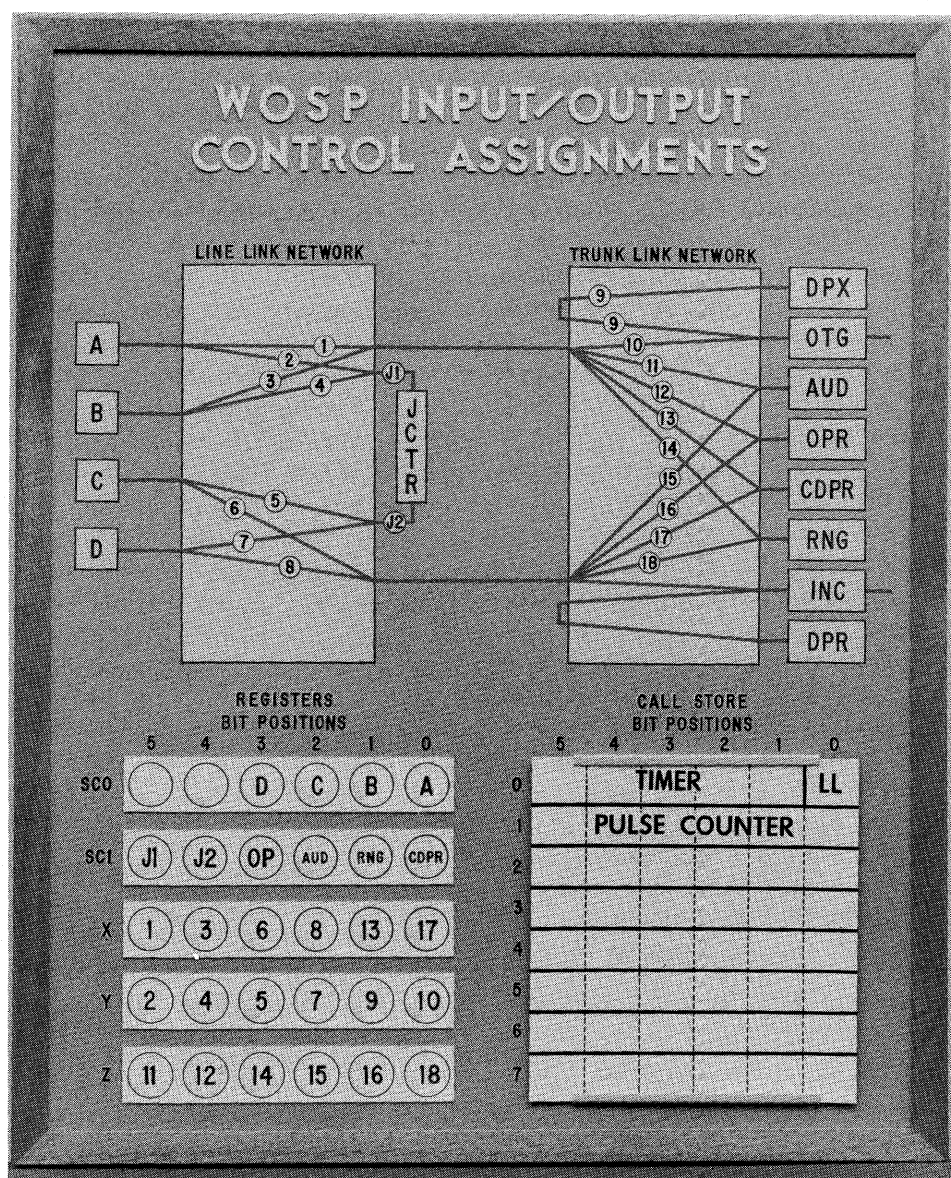 WOSP INPUT/OUTPUT
CONTROL ASSIGNMENTS
LINE LINK NETWORK
TRUNK LINK NETWORK
A
B
C
D
1
2
3
4
5
6
7
8
J1
JCTR
J2
9
9
10
11
12
13
14
15
16
17
18
DPX
OTG
AUD
OPR
CDPR
RNG
INC
DPR
REGISTERS
BIT POSITIONS
5 4 3 2 1 0
SC0 D C B A
SC1 J1 J2 OP AUD RNG CDPR
X 1 3 6 8 13 17
Y 2 4 5 7 9 10
Z 11 12 14 15 16 18
CALL STORE
BIT POSITIONS
5 4 3 2 1 0
0 TIMER LL
1 PULSE COUNTER
2
3
4
5
6
7